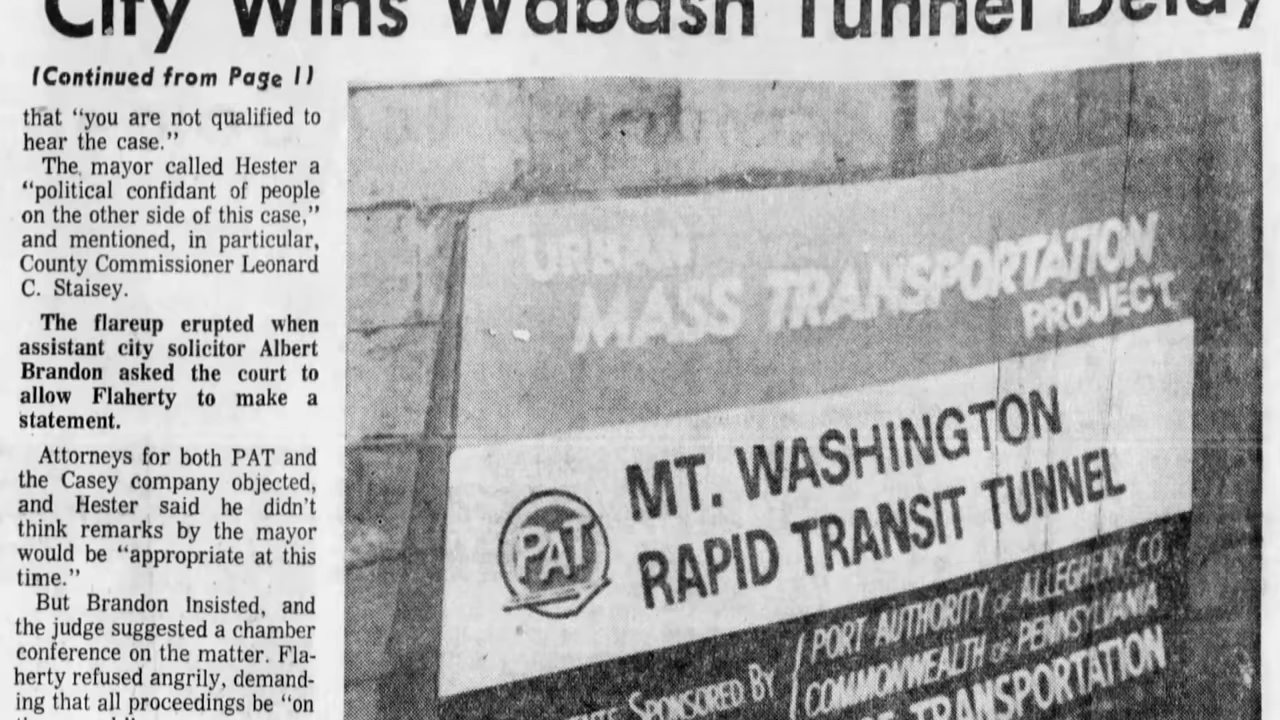 City Wins Wabash Tunnel Delay
(Continued from Page 1)
that "you are not qualified to
hear the case."
The mayor called Hester a
"political confidant of people
on the other side of this case,"
and mentioned, in particular,
County Commissioner Leonard
C. Staisey.
The flareup erupted when
assistant city solicitor Albert
Brandon asked the court to
allow Flaherty to make a
statement.
Attorneys for both PAT and
the Casey company objected,
and Hester said he didn't
think remarks by the mayor
would be "appropriate at this
time."
But Brandon Insisted, and
the judge suggested a chamber
conference on the matter. Fla-
herty refused angrily, demand-
ing that all proceedings be "on
URBAN
MASS TRANSPORTATION
PROJECT
PAT
MT. WASHINGTON
RAPID TRANSIT TUNNEL
SPONSORED BY
PORT AUTHORITY OF ALLEGHENY CO.
COMMONWEALTH OF PENNSYLVANIA
TRANSPORTATION